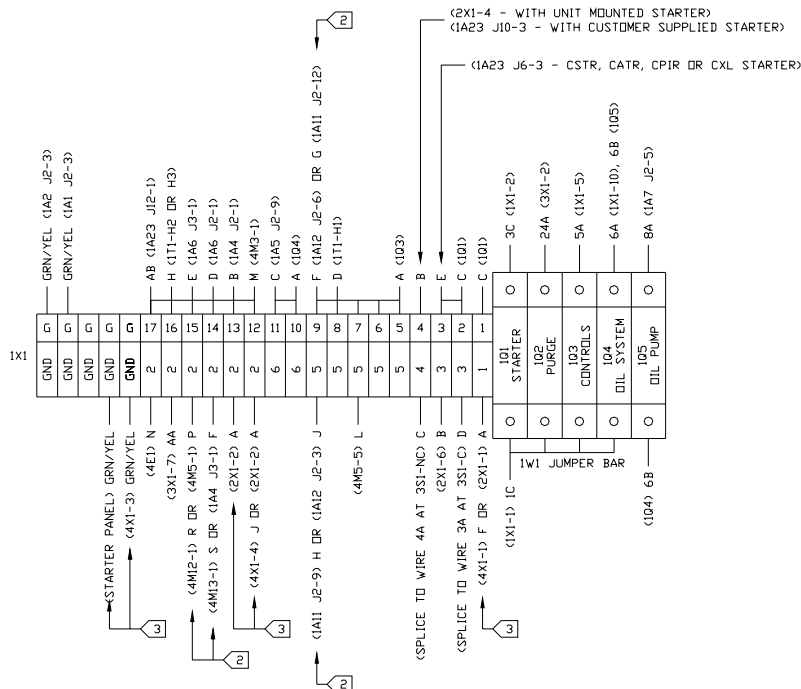 2
(2X1-4 - WITH UNIT MOUNTED STARTER)
(1A23 J10-3 - WITH CUSTOMER SUPPLIED STARTER)
(1A23 J6-3 - CSTR, CATR, CPIR OR CXL STARTER)
GRN/YEL (1A2 J2-3)
GRN/YEL (1A1 J2-3)
AB (1A23 J12-1)
H (1T1-H2 OR H3)
E (1A6 J3-1)
D (1A6 J2-1)
B (1A4 J2-1)
M (4M3-1)
C (1A5 J2-9)
A (1Q4)
F (1A12 J2-6) OR G (1A11 J2-12)
D (1T1-H1)
A (1Q3)
B
E
C (1Q1)
C (1Q1)
3C (1X1-2)
24A (3X1-2)
5A (1X1-5)
6A (1X1-10), 6B (1Q5)
8A (1A7 J2-5)
1X1
G G G G G 17 16 15 14 13 12 11 10 9 8 7 6 5 4 3 2 1
GND GND GND GND GND 2 2 2 2 2 2 6 6 5 5 5 5 5 4 3 3 1
1Q1
STARTER
1Q2
PURGE
1Q3
CONTROLS
1Q4
OIL SYSTEM
1Q5
OIL PUMP
1W1 JUMPER BAR
(STARTER PANEL) GRN/YEL
(4X1-3) GRN/YEL
(4E1) N
(3X1-7) AA
(4M12-1) R OR (4M5-1) P
(4M13-1) S OR (1A4 J3-1) F
(2X1-2) A
(4X1-4) J OR (2X1-2) A
(1A11 J2-9) H OR (1A12 J2-3) J
(4M5-5) L
(SPLICE TO WIRE 4A AT 3S1-NC) C
(2X1-6) B
(SPLICE TO WIRE 3A AT 3S1-C) D
(4X1-1) F OR (2X1-1) A
(1X1-1) 1C
(1Q4) 6B
3
2
3
2
3